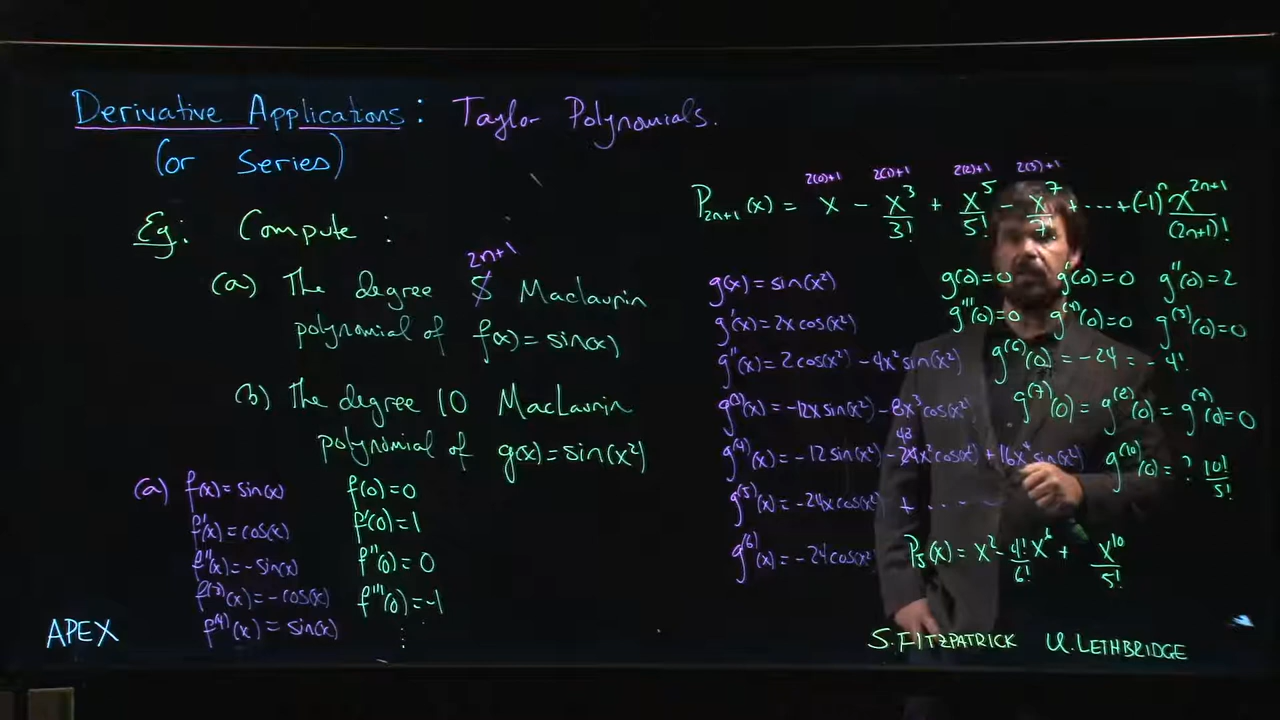 Derivative Applications: Taylor Polynomials.
(or Series)
Eg: Compute:
(a) The degree 5 2n+1 Maclaurin
polynomial of f(x) = sin(x)
(b) The degree 10 Maclaurin
polynomial of g(x) = sin(x²)
(a) f(x) = sin(x) f(0) = 0
f'(x) = cos(x) f'(0) = 1
f''(x) = -sin(x) f''(0) = 0
f⁽³⁾(x) = -cos(x) f'''(0) = -1
f⁽⁴⁾(x) = sin(x) ⋮
APEX
2(0)+1 2(1)+1 2(2)+1 2(3)+1
P₂ₙ₊₁(x) = x - x³/3! + x⁵/5! - x⁷/7! + ⋯ + (-1)ⁿ x²ⁿ⁺¹/(2n+1)!
g(x) = sin(x²) g(0)=0 g'(0)=0 g''(0)=2
g'(x) = 2x cos(x²) g'''(0)=0 g⁽⁴⁾(0)=0 g⁽⁵⁾(0)=0
g''(x) = 2cos(x²) - 4x² sin(x²) g⁽⁶⁾(0) = -24 = -4!
g⁽³⁾(x) = -12x sin(x²) - 8x³ cos(x²) g⁽⁷⁾(0) = g⁽⁸⁾(0) = g⁽⁹⁾(0) = 0
g⁽⁴⁾(x) = -12 sin(x²) - 48x² cos(x²) + 16x⁴ sin(x²) g⁽¹⁰⁾(0) = ? 10!/5!
g⁽⁵⁾(x) = -24x cos(x²) + ⋯
g⁽⁶⁾(x) = -24cos(x²) P₅(x) = x² - 4!/6! x⁶ + x¹⁰/5!
S. FITZPATRICK U. LETHBRIDGE